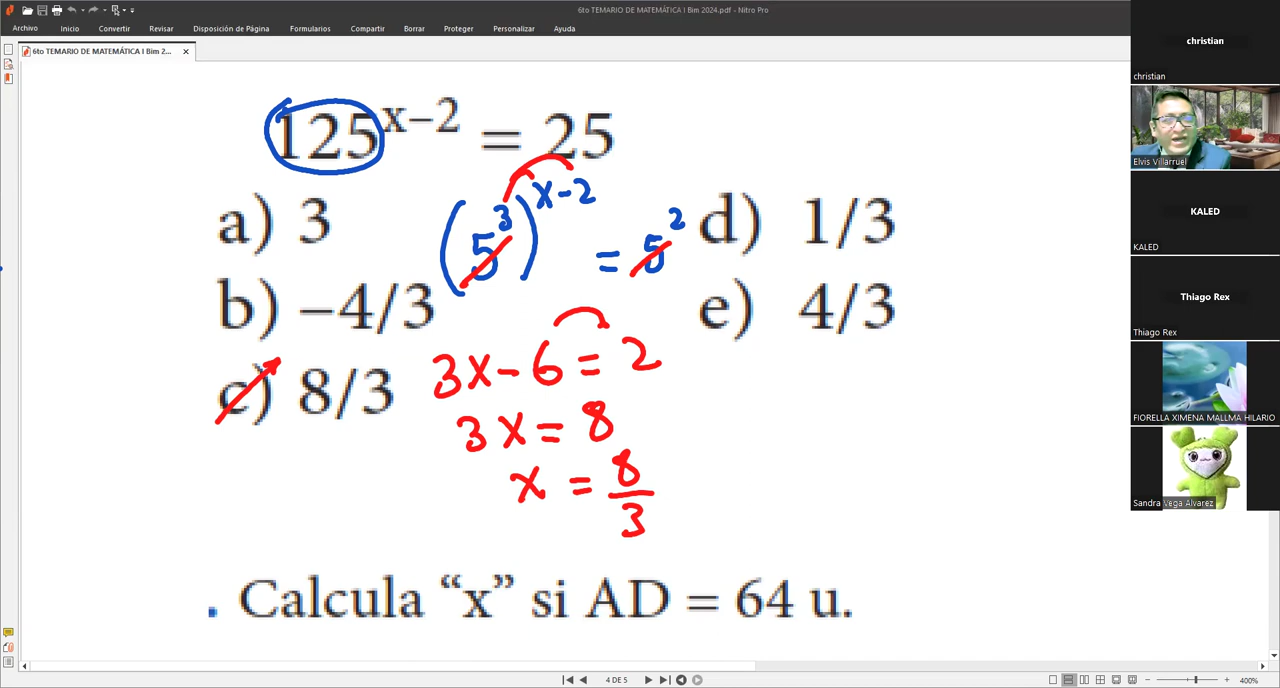 6to TEMARIO DE MATEMÁTICA I Bim 2024.pdf - Nitro Pro
Archivo Inicio Convertir Revisar Disposición de Página Formularios Compartir Borrar Proteger Personalizar Ayuda
6to TEMARIO DE MATEMÁTICA I Bim 2...
125^{x−2} = 25
a) 3
b) −4/3
c) 8/3
d) 1/3
e) 4/3
(5^3)^{x-2} = 5^2
3x - 6 = 2
3x = 8
x = 8/3
. Calcula “x” si AD = 64 u.
4 DE 5
400%
christian
christian
Elvis Villarruel
KALED
KALED
Thiago Rex
Thiago Rex
FIORELLA XIMENA MALLMA HILARIO
Sandra Vega Alvarez